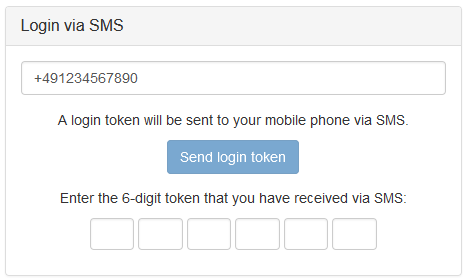 Login via SMS
+491234567890
A login token will be sent to your mobile phone via SMS.
Send login token
Enter the 6-digit token that you have received via SMS: